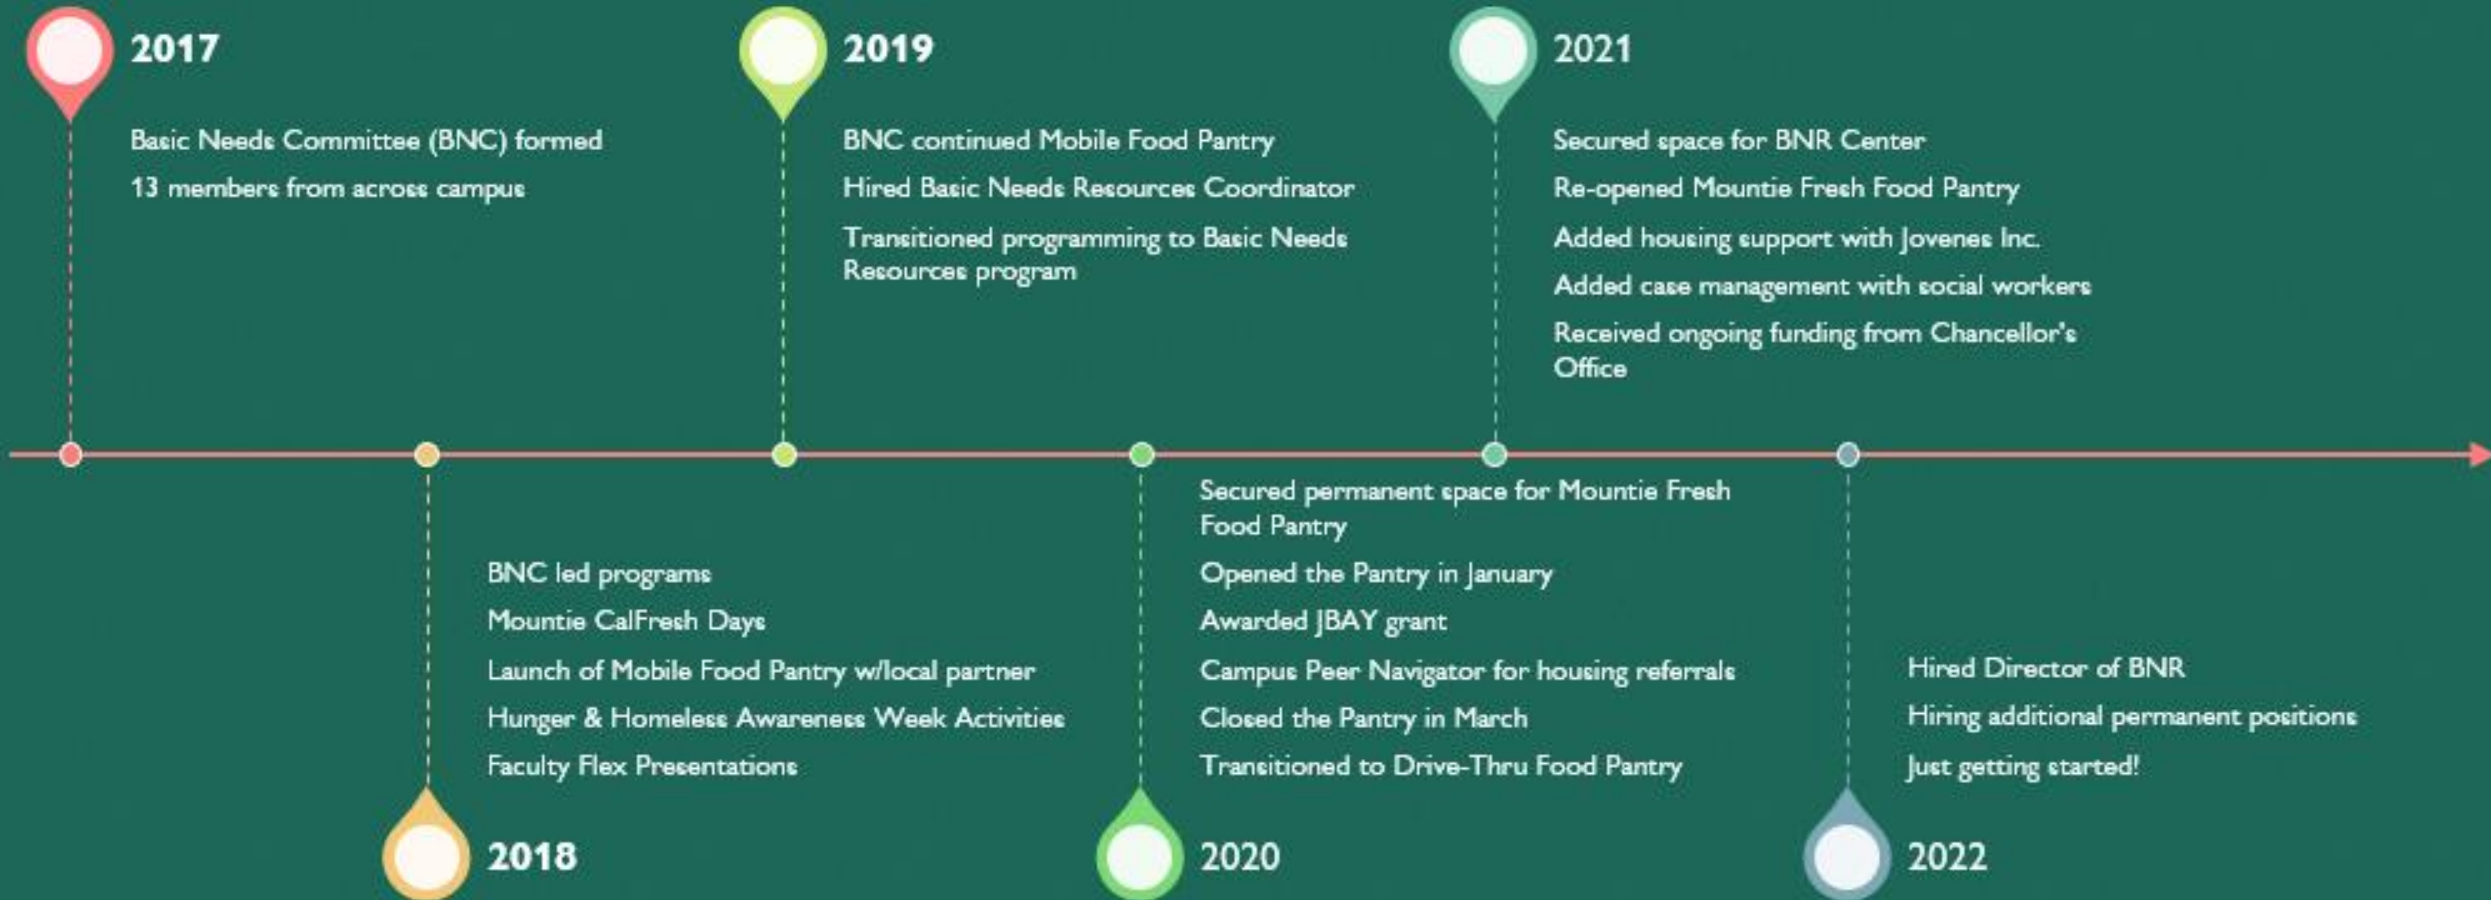 2017
Basic Needs Committee (BNC) formed
13 members from across campus
2019
BNC continued Mobile Food Pantry
Hired Basic Needs Resources Coordinator
Transitioned programming to Basic Needs
Resources program
2021
Secured space for BNR Center
Re-opened Mountie Fresh Food Pantry
Added housing support with Jovenes Inc.
Added case management with social workers
Received ongoing funding from Chancellor's
Office
BNC led programs
Mountie CalFresh Days
Launch of Mobile Food Pantry w/local partner
Hunger & Homeless Awareness Week Activities
Faculty Flex Presentations
2018
Secured permanent space for Mountie Fresh
Food Pantry
Opened the Pantry in January
Awarded JBAY grant
Campus Peer Navigator for housing referrals
Closed the Pantry in March
Transitioned to Drive-Thru Food Pantry
2020
Hired Director of BNR
Hiring additional permanent positions
Just getting started!
2022